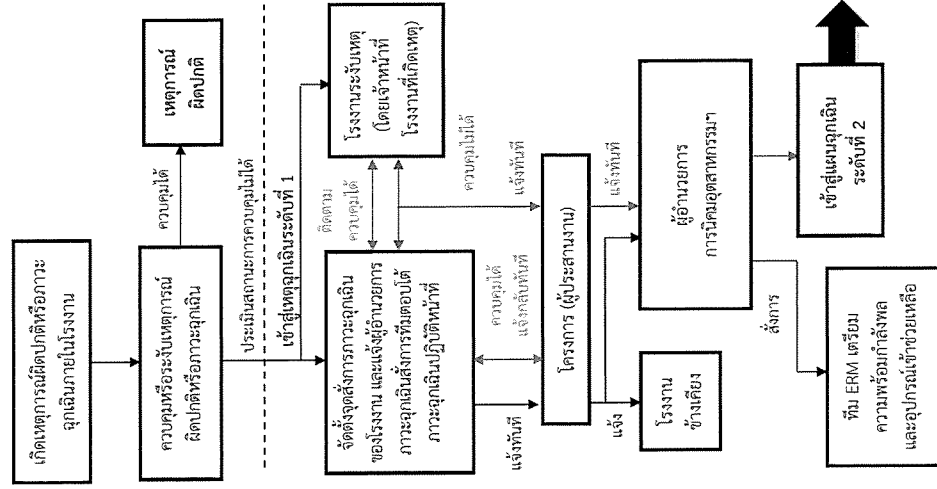 เกิดเหตุการณ์ผิดปกติหรือภาวะ
ฉุกเฉินภายในโรงงาน
ควบคุมหรือระงับเหตุการณ์
ผิดปกติหรือภาวะฉุกเฉิน
ควบคุมได้
เหตุการณ์
ผิดปกติ
ประเมินสถานะการควบคุมไม่ได้
เข้าสู่เหตุฉุกเฉินระดับที่ 1
จัดตั้งจุดสั่งการภาวะฉุกเฉิน
ของโรงงาน และแจ้งผู้อำนวยการ
ภาวะฉุกเฉินสั่งการทีมตอบโต้
ภาวะฉุกเฉินปฏิบัติหน้าที่
ติดตาม
ควบคุมได้
โรงงานระงับเหตุ
(โดยเจ้าหน้าที่
โรงงานที่เกิดเหตุ)
แจ้งทันที
ควบคุมได้
แจ้งกลับทันที
ควบคุมไม่ได้
แจ้งทันที
โครงการ (ผู้ประสานงาน)
แจ้ง
แจ้งทันที
โรงงาน
ข้างเคียง
ผู้อำนวยการ
การนิคมอุตสาหกรรมฯ
สั่งการ
ทีม ERM เตรียม
ความพร้อมกำลังพล
และอุปกรณ์เข้าช่วยเหลือ
เข้าสู่แผนฉุกเฉิน
ระดับที่ 2